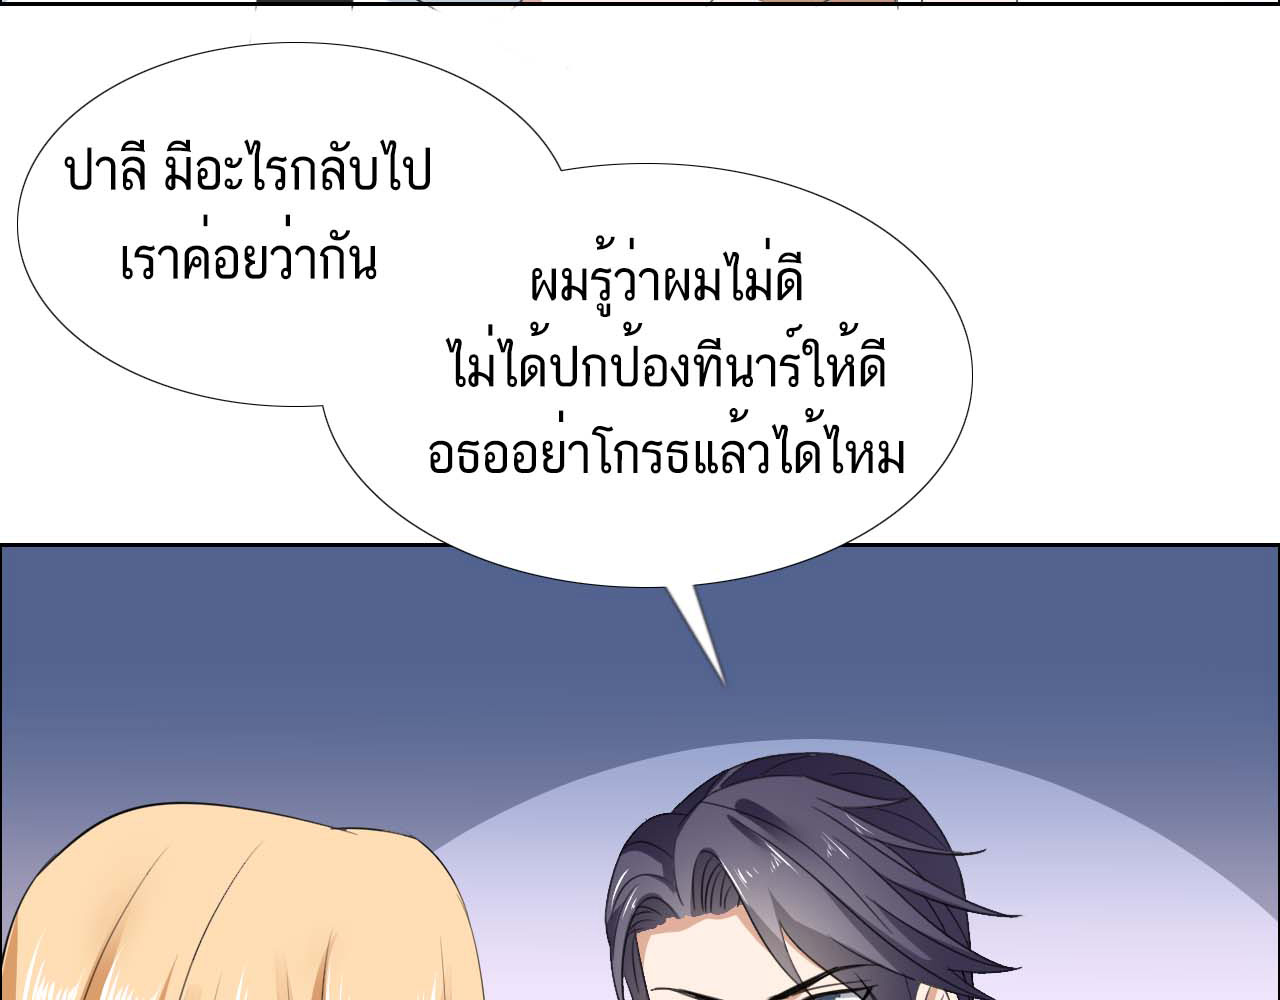 ปาลี มีอะไรกลับไป
เราค่อยว่ากัน
ผมรู้ว่าผมไม่ดี
ไม่ได้ปกป้องทีนาร์ให้ดี
อธออย่าโกรธแล้วได้ไหม